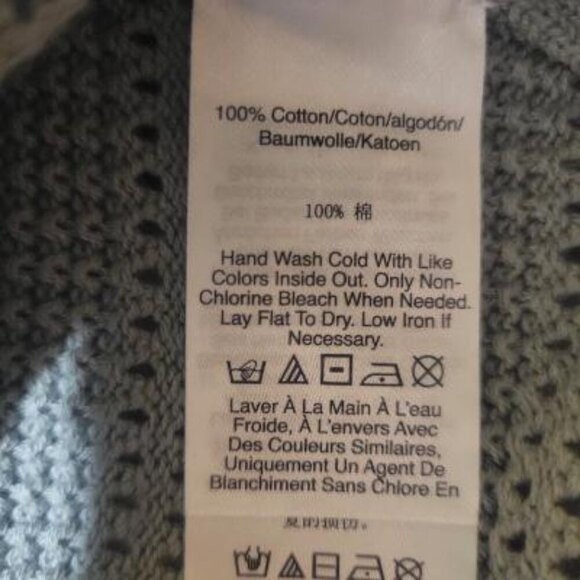 100% Cotton/Coton/algodón/
Baumwolle/Katoen
100% 棉
Hand Wash Cold With Like
Colors Inside Out. Only Non-
Chlorine Bleach When Needed.
Lay Flat To Dry. Low Iron If
Necessary.
Laver À La Main À L'eau
Froide, À L'envers Avec
Des Couleurs Similaires,
Uniquement Un Agent De
Blanchiment Sans Chlore En